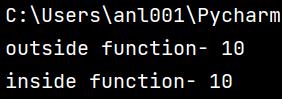 C:\Users\anl001\Pycharm
outside function- 10
inside function- 10